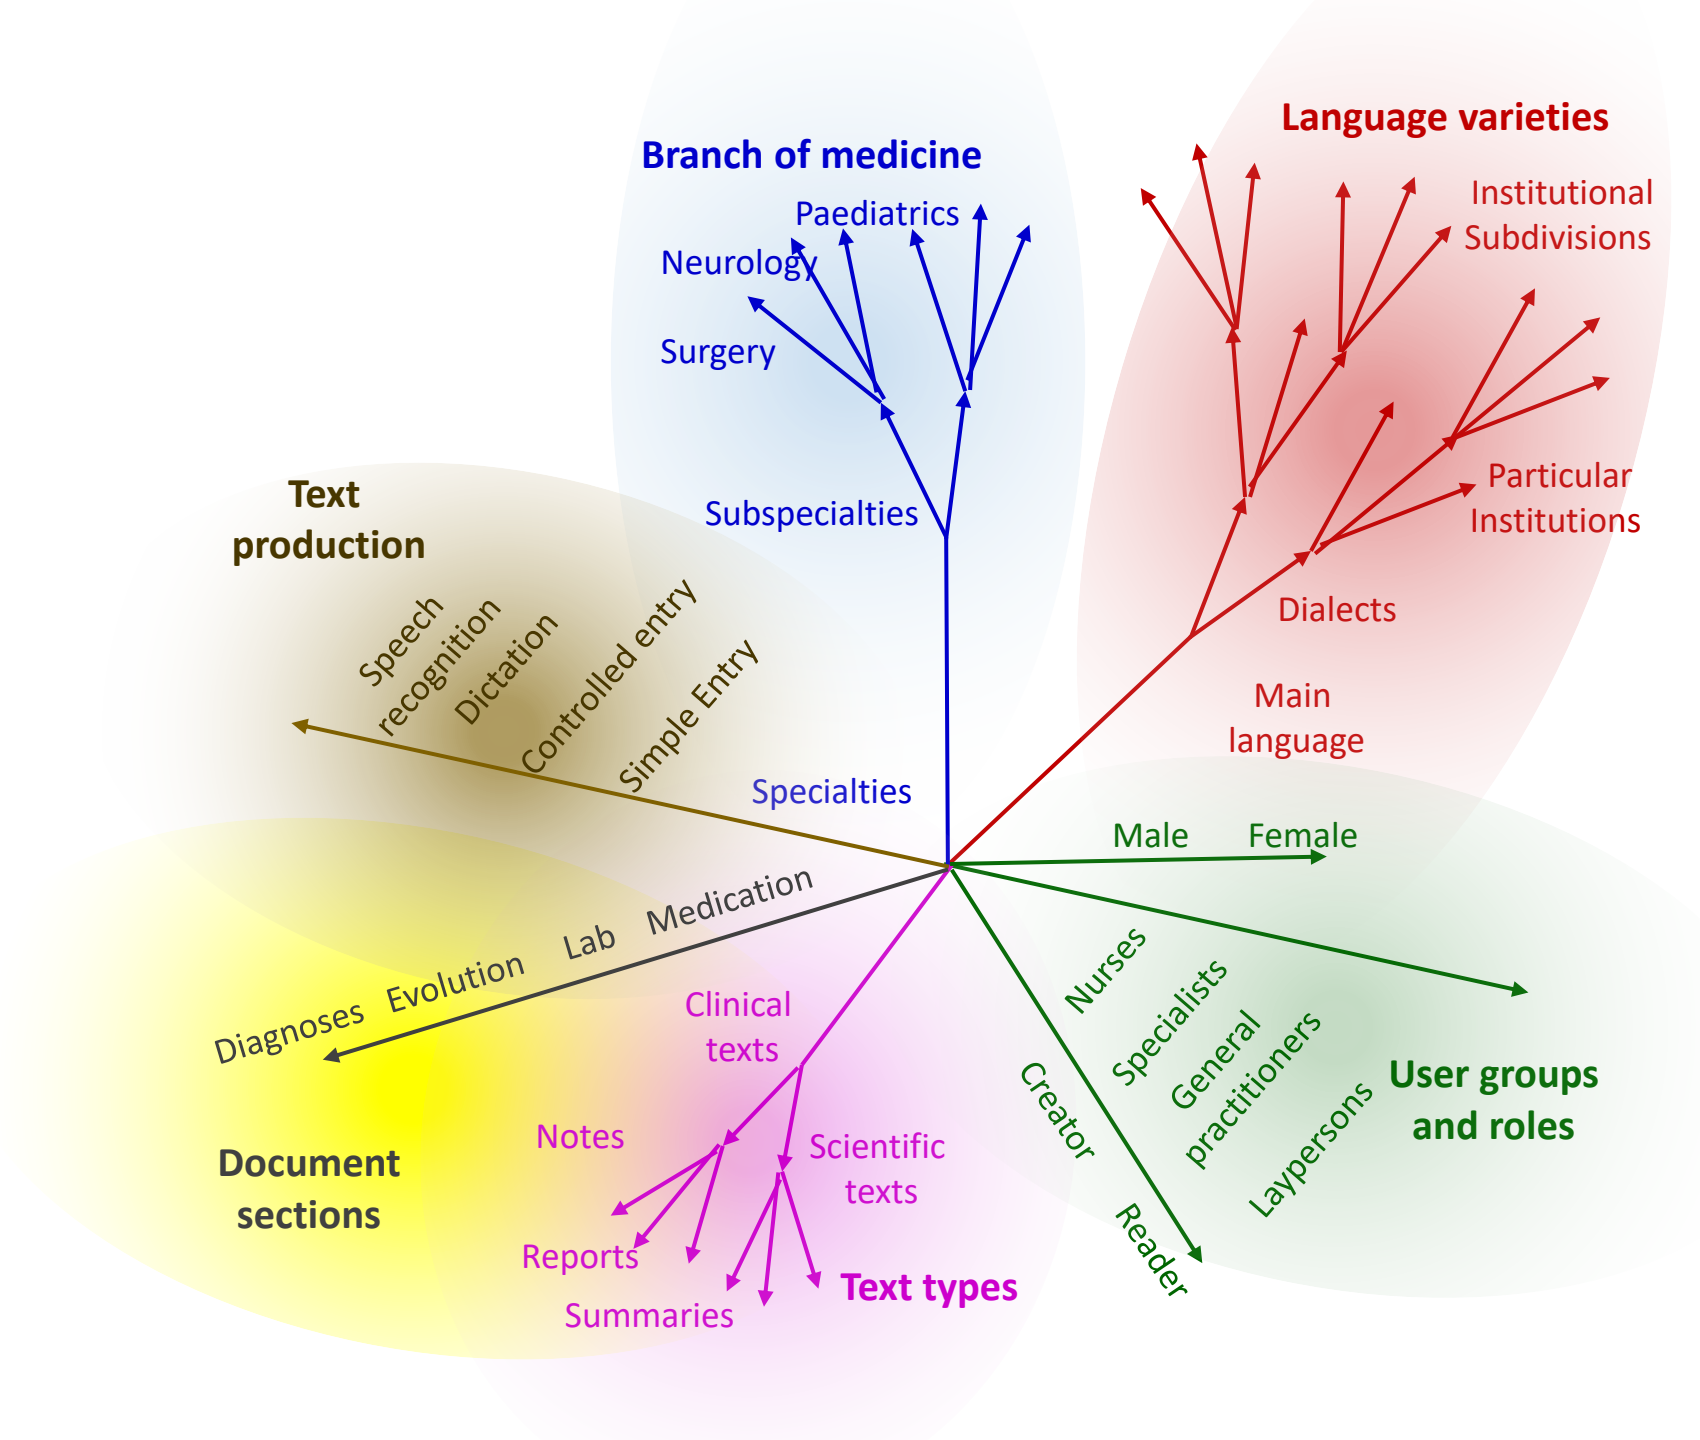 Branch of medicine
Paediatrics
Neurology
Surgery
Subspecialties
Specialties
Language varieties
Institutional
Subdivisions
Particular
Institutions
Dialects
Main
language
Text
production
Speech
recognition
Dictation
Controlled entry
Simple Entry
Male
Female
Nurses
Specialists
General
practitioners
Laypersons
Creator
Reader
User groups
and roles
Diagnoses
Evolution
Lab
Medication
Document
sections
Clinical
texts
Notes
Reports
Summaries
Scientific
texts
Text types